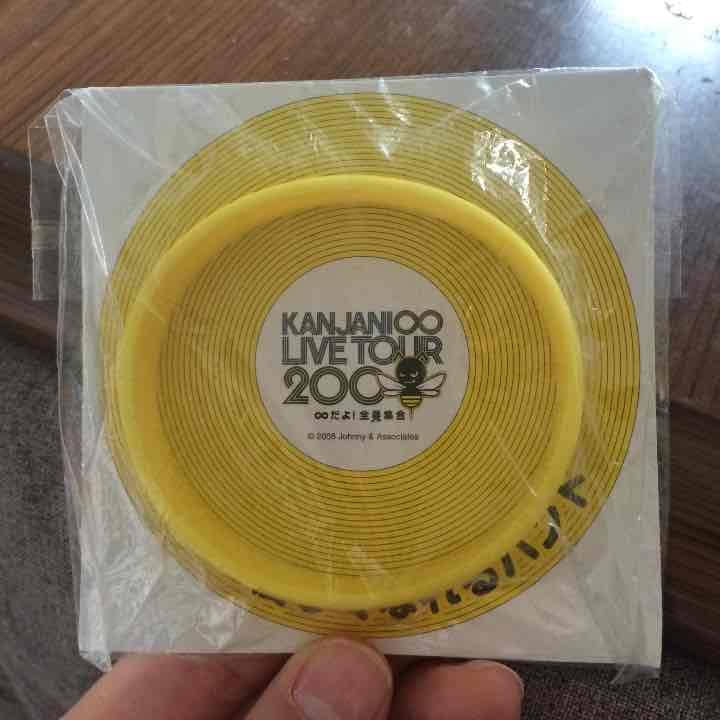 KANJANI∞
LIVE TOUR
200
∞だよ!全員集合
© 2008 Johnny & Associates